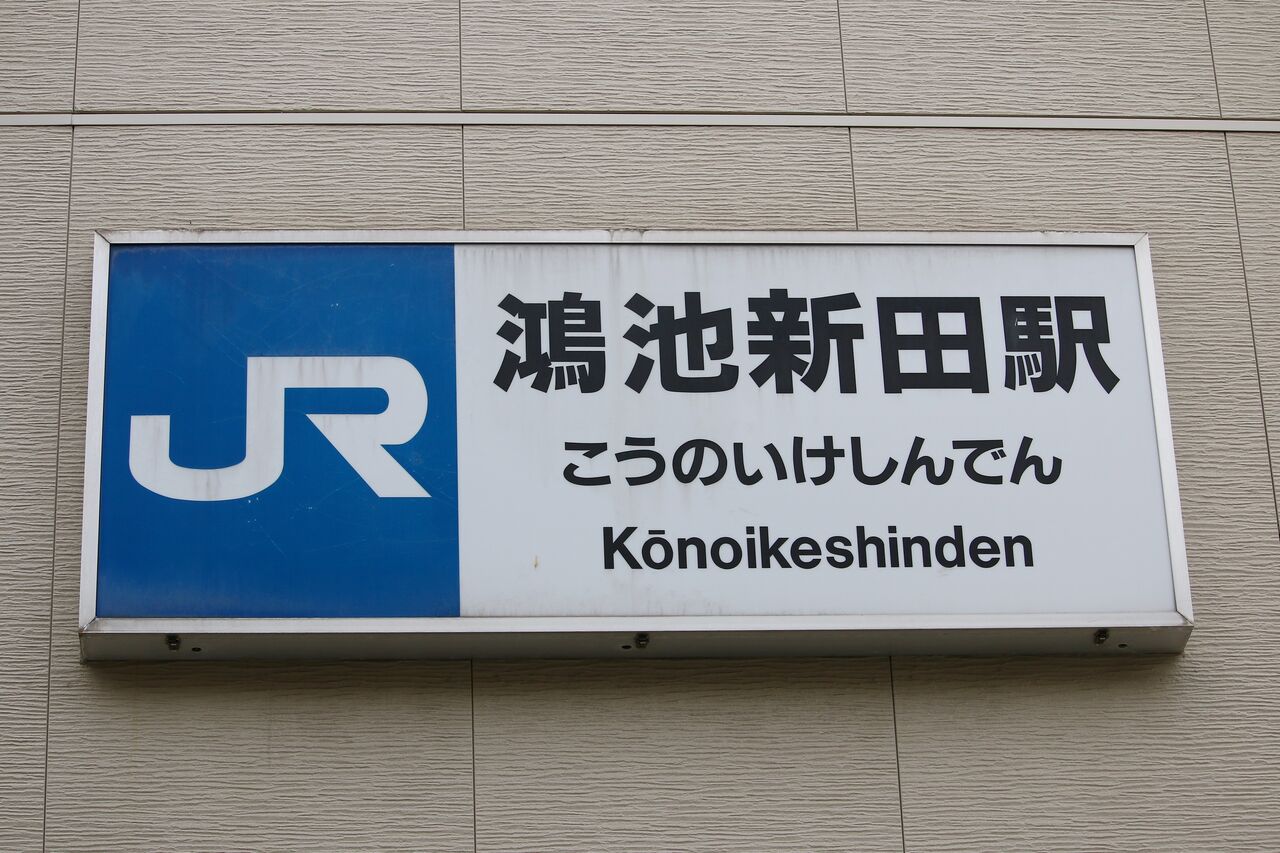 JR
鴻池新田駅
こうのいけしんでん
Kōnoikeshinden